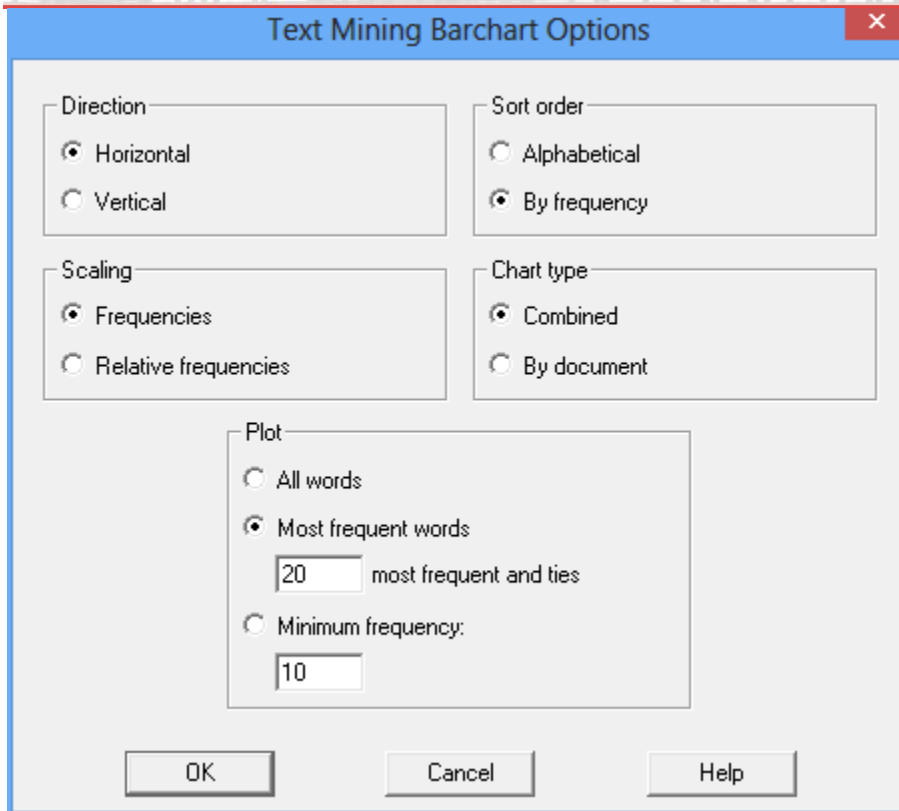 Text Mining Barchart Options
Direction
Horizontal
Vertical
Sort order
Alphabetical
By frequency
Scaling
Frequencies
Relative frequencies
Chart type
Combined
By document
Plot
All words
Most frequent words
20 most frequent and ties
Minimum frequency:
10
OK Cancel Help